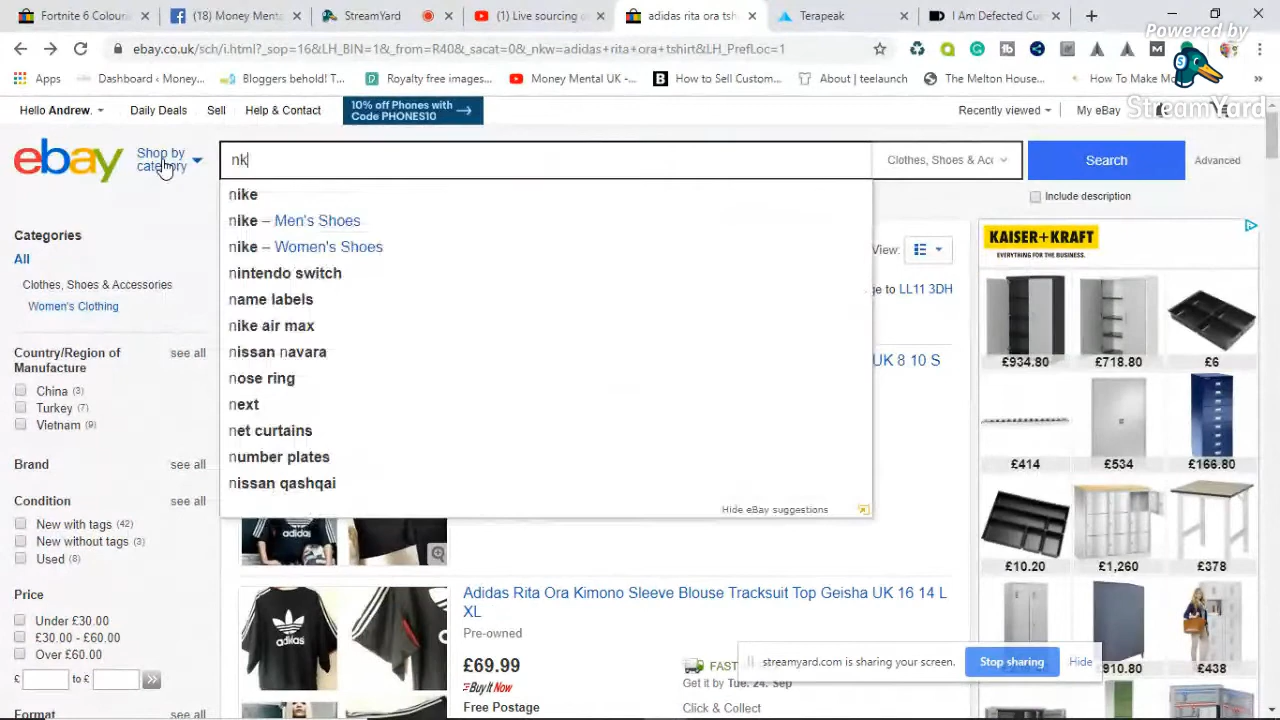 Fortnite 6 Colour
(18) Money Mental
StreamYard
(1) Live sourcing o
adidas rita ora tsh
Terapeak
I Am Defected Cu
Powered by
StreamYard
ebay.co.uk/sch/i.html?_sop=16&LH_BIN=1&_from=R40&_sacat=0&_nkw=adidas+rita+ora+tshirt&LH_PrefLoc=1
Apps
Dashboard ‹ Money...
Bloggers behold! T...
Royalty free images...
Money Mental UK -...
How to Sell Custom...
About | teelaunch
The Melton House...
How To Make Mo
Hello Andrew.
Daily Deals
Sell
Help & Contact
10% off Phones with
Code PHONES10
Recently viewed
My eBay
ebay
Shop by
category
nk
Clothes, Shoes & Acc
Search
Advanced
Include description
nike
nike – Men's Shoes
nike – Women's Shoes
nintendo switch
name labels
nike air max
nissan navara
nose ring
next
net curtains
number plates
nissan qashqai
Hide eBay suggestions
Categories
All
Clothes, Shoes & Accessories
Women's Clothing
Country/Region of
Manufacture
see all
China (3)
Turkey (7)
Vietnam (9)
Brand
see all
Condition
see all
New with tags (42)
New without tags (3)
Used (8)
Price
Under £30.00
£30.00 - £60.00
Over £60.00
£
to £
Format
see all
View:
ge to LL11 3DH
UK 8 10 S
adidas
Adidas Rita Ora Kimono Sleeve Blouse Tracksuit Top Geisha UK 16 14 L
XL
Pre-owned
£69.99
Buy It Now
Free Postage
FAST
Get it by Tue. 24. Sep
Click & Collect
adidas
streamyard.com is sharing your screen.
Stop sharing
Hide
KAISER+KRAFT
EVERYTHING FOR THE BUSINESS.
£934.80
£718.80
£6
£414
£534
£166.80
£10.20
£1,260
£378
910.80
£438